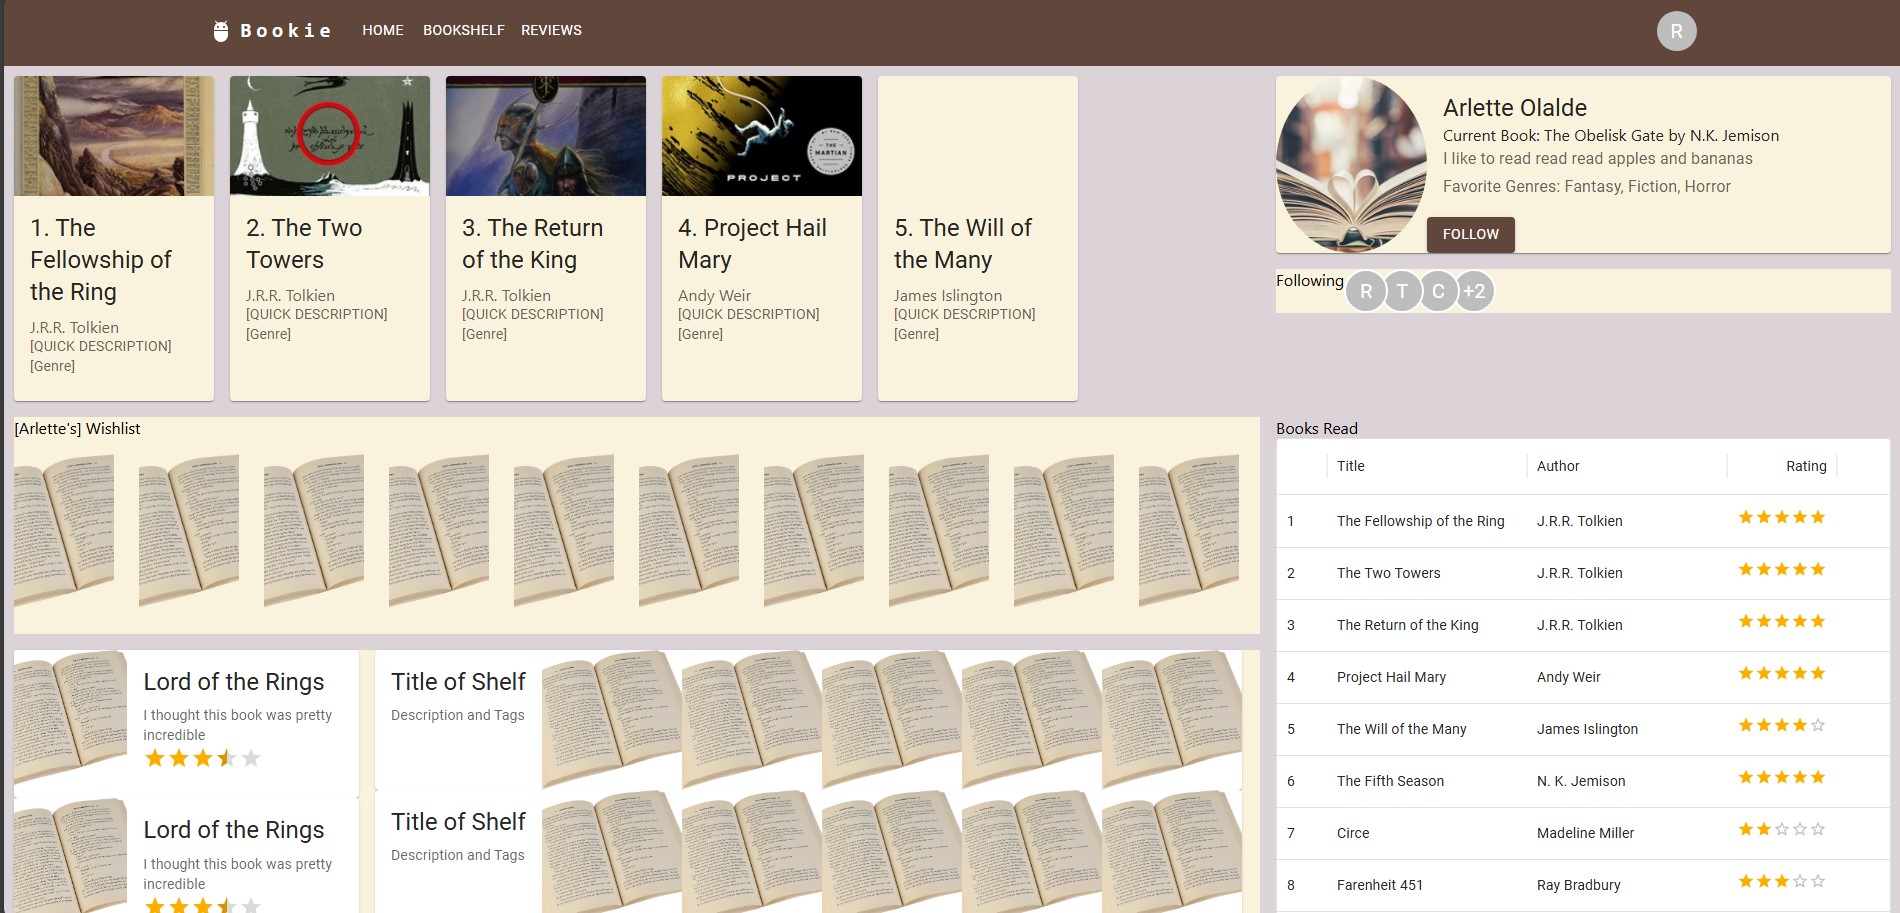 Bookie
HOME
BOOKSHELF
REVIEWS
R
THE
MARTIAN
PROJECT
1. The
Fellowship of
the Ring
J.R.R. Tolkien
[QUICK DESCRIPTION]
[Genre]
2. The Two
Towers
J.R.R. Tolkien
[QUICK DESCRIPTION]
[Genre]
3. The Return
of the King
J.R.R. Tolkien
[QUICK DESCRIPTION]
[Genre]
4. Project Hail
Mary
Andy Weir
[QUICK DESCRIPTION]
[Genre]
5. The Will of
the Many
James Islington
[QUICK DESCRIPTION]
[Genre]
Arlette Olalde
Current Book: The Obelisk Gate by N.K. Jemison
I like to read read read apples and bananas
Favorite Genres: Fantasy, Fiction, Horror
FOLLOW
Following
R
T
C
+2
[Arlette's] Wishlist
Lord of the Rings
I thought this book was pretty
incredible
Title of Shelf
Description and Tags
Lord of the Rings
I thought this book was pretty
incredible
Title of Shelf
Description and Tags
Books Read
Title Author Rating
1 The Fellowship of the Ring J.R.R. Tolkien
2 The Two Towers J.R.R. Tolkien
3 The Return of the King J.R.R. Tolkien
4 Project Hail Mary Andy Weir
5 The Will of the Many James Islington
6 The Fifth Season N. K. Jemison
7 Circe Madeline Miller
8 Farenheit 451 Ray Bradbury